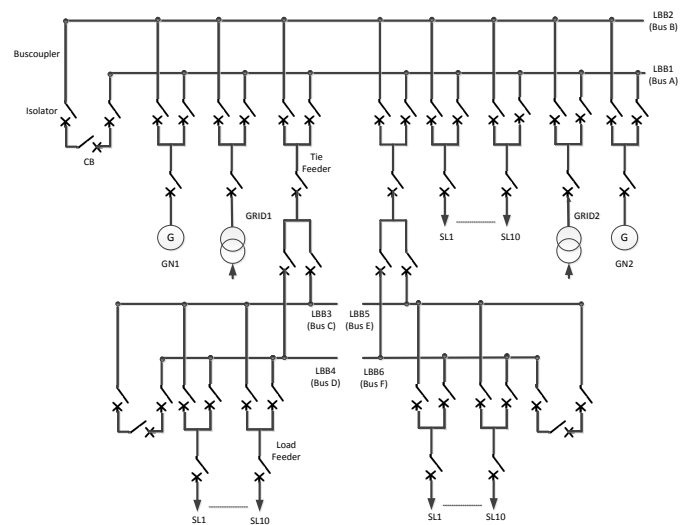 LBB2
(Bus B)
Buscoupler
LBB1
(Bus A)
Isolator
CB
Tie
Feeder
G
GN1
GRID1
SL1
SL10
GRID2
G
GN2
LBB3
(Bus C)
LBB5
(Bus E)
LBB4
(Bus D)
LBB6
(Bus F)
Load
Feeder
SL1
SL10
SL1
SL10